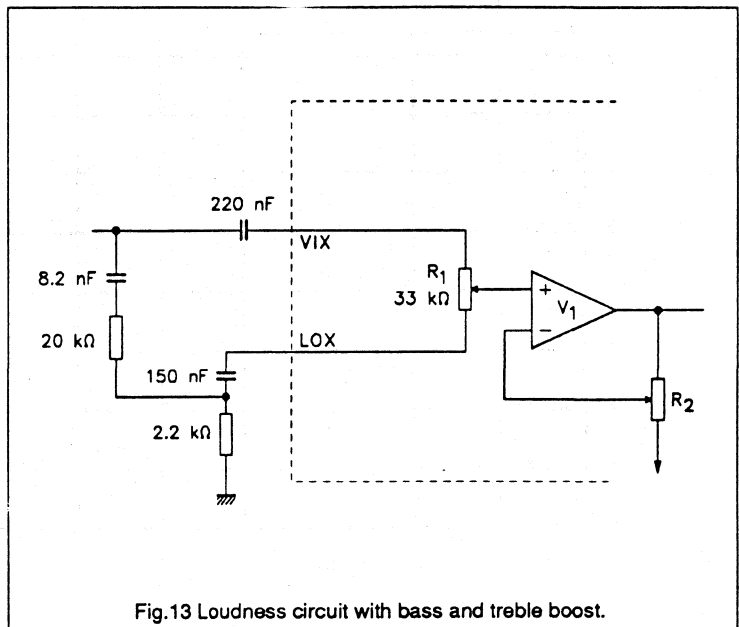 220 nF
VIX
8.2 nF
R1
33 kΩ
+
V1
−
20 kΩ
LOX
150 nF
R2
2.2 kΩ
Fig.13 Loudness circuit with bass and treble boost.